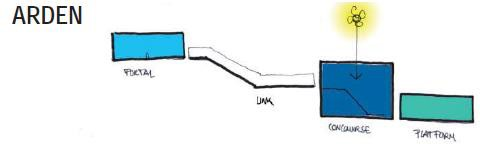 ARDEN
PORTAL
LINK
CONCOURSE
PLATFORM